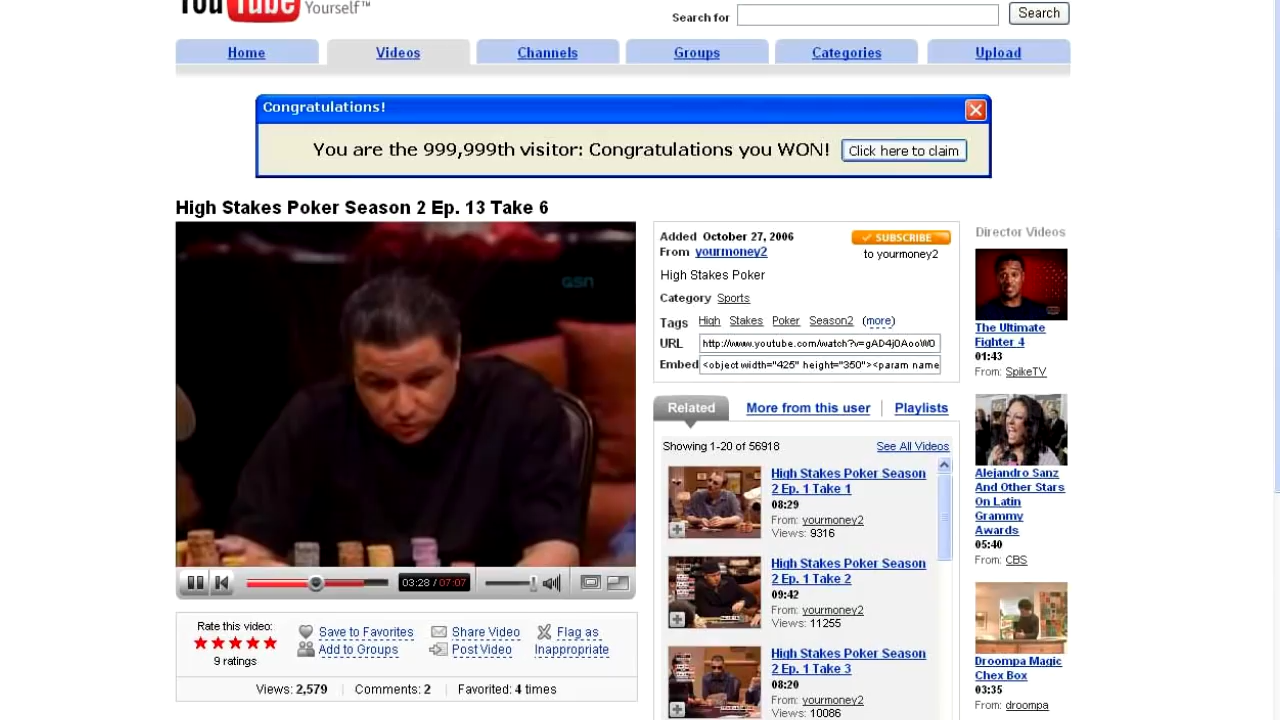 You Tube
Yourself™
Search for
Search
Home Videos Channels Groups Categories Upload
Congratulations!
You are the 999,999th visitor: Congratulations you WON!
Click here to claim
High Stakes Poker Season 2 Ep. 13 Take 6
GSN
03:28 / 07:07
Rate this video:
9 ratings
Save to Favorites
Add to Groups
Share Video
Post Video
Flag as
Inappropriate
Views: 2,579
Comments: 2
Favorited: 4 times
Added October 27, 2006
From yourmoney2
SUBSCRIBE
to yourmoney2
High Stakes Poker
Category Sports
Tags High Stakes Poker Season2 (more)
URL http://www.youtube.com/watch?v=gAD4j0AooW0
Embed <object width="425" height="350"><param name
Related
More from this user
Playlists
Showing 1-20 of 56918
See All Videos
High Stakes Poker Season
2 Ep. 1 Take 1
08:29
From: yourmoney2
Views: 9316
High Stakes Poker Season
2 Ep. 1 Take 2
09:42
From: yourmoney2
Views: 11255
High Stakes Poker Season
2 Ep. 1 Take 3
08:20
From: yourmoney2
Views: 10086
Director Videos
The Ultimate
Fighter 4
01:43
From: SpikeTV
Alejandro Sanz
And Other Stars
On Latin
Grammy
Awards
05:40
From: CBS
Droompa Magic
Chex Box
03:35
From: droompa